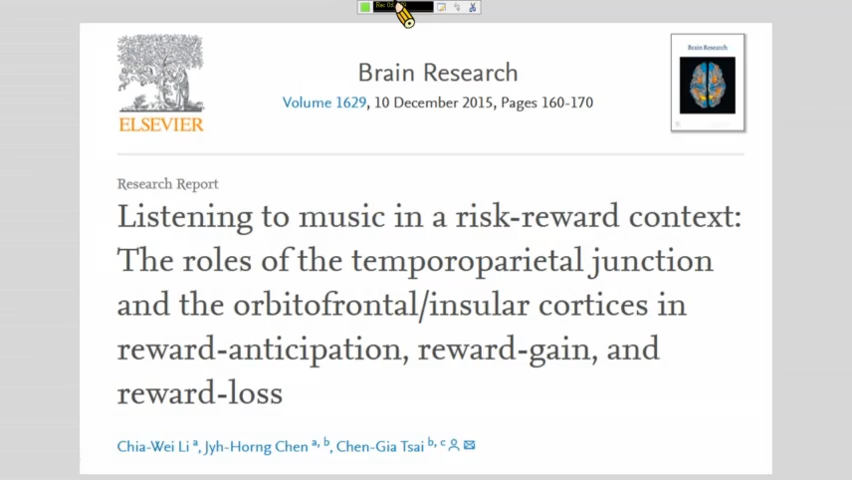 Brain Research
Volume 1629, 10 December 2015, Pages 160-170
ELSEVIER
Brain Research
Research Report
Listening to music in a risk-reward context:
The roles of the temporoparietal junction
and the orbitofrontal/insular cortices in
reward-anticipation, reward-gain, and
reward-loss
Chia-Wei Li a, Jyh-Horng Chen a, b, Chen-Gia Tsai b, c